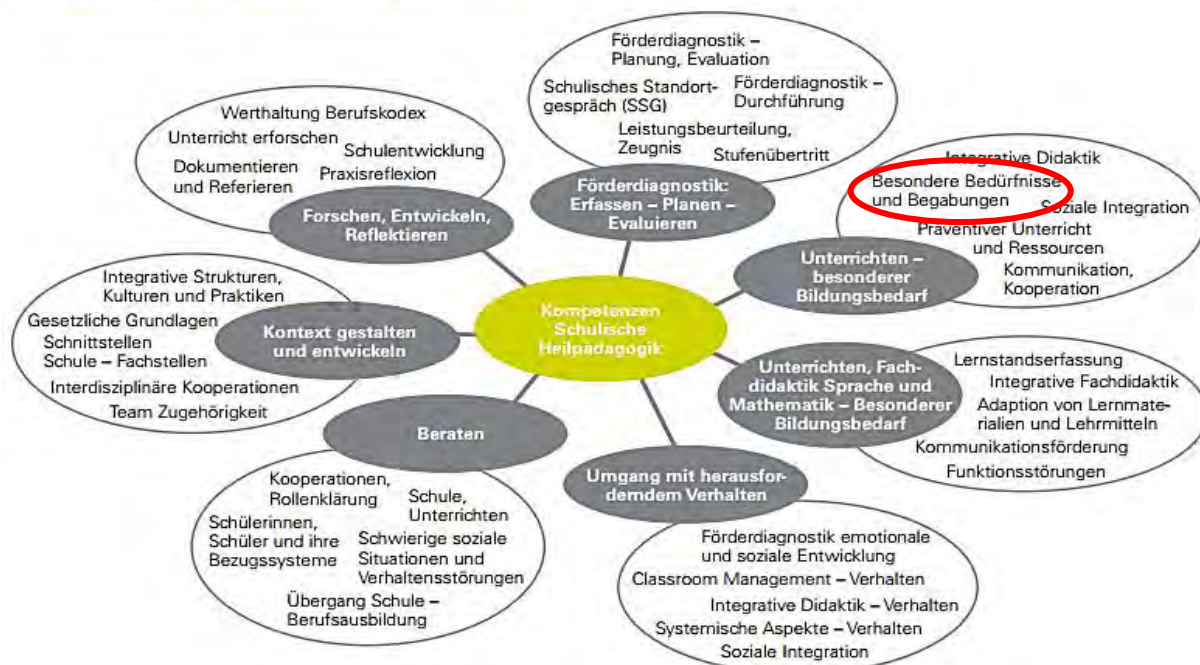 Förderdiagnostik –
Planung, Evaluation
Schulisches Standort-
gespräch (SSG)
Förderdiagnostik –
Durchführung
Leistungsbeurteilung,
Zeugnis
Stufenübertritt
Förderdiagnostik:
Erfassen – Planen –
Evaluieren
Werthaltung Berufskodex
Unterricht erforschen
Schulentwicklung
Dokumentieren
und Referieren
Praxisreflexion
Forschen, Entwickeln,
Reflektieren
Integrative Didaktik
Besondere Bedürfnisse
und Begabungen
Soziale Integration
Präventiver Unterricht
und Ressourcen
Kommunikation,
Kooperation
Unterrichten –
besonderer
Bildungsbedarf
Integrative Strukturen,
Kulturen und Praktiken
Gesetzliche Grundlagen
Schnittstellen
Schule – Fachstellen
Interdisziplinäre Kooperationen
Team Zugehörigkeit
Kontext gestalten
und entwickeln
Kompetenzen
Schulische
Heilpädagogik
Unterrichten, Fach-
didaktik Sprache und
Mathematik – Besonderer
Bildungsbedarf
Lernstandserfassung
Integrative Fachdidaktik
Adaption von Lernmate-
rialien und Lehrmitteln
Kommunikationsförderung
Funktionsstörungen
Beraten
Kooperationen,
Rollenklärung
Schule,
Unterrichten
Schülerinnen,
Schüler und ihre
Bezugssysteme
Schwierige soziale
Situationen und
Verhaltensstörungen
Übergang Schule –
Berufsausbildung
Umgang mit herausfor-
derndem Verhalten
Förderdiagnostik emotionale
und soziale Entwicklung
Classroom Management – Verhalten
Integrative Didaktik – Verhalten
Systemische Aspekte – Verhalten
Soziale Integration